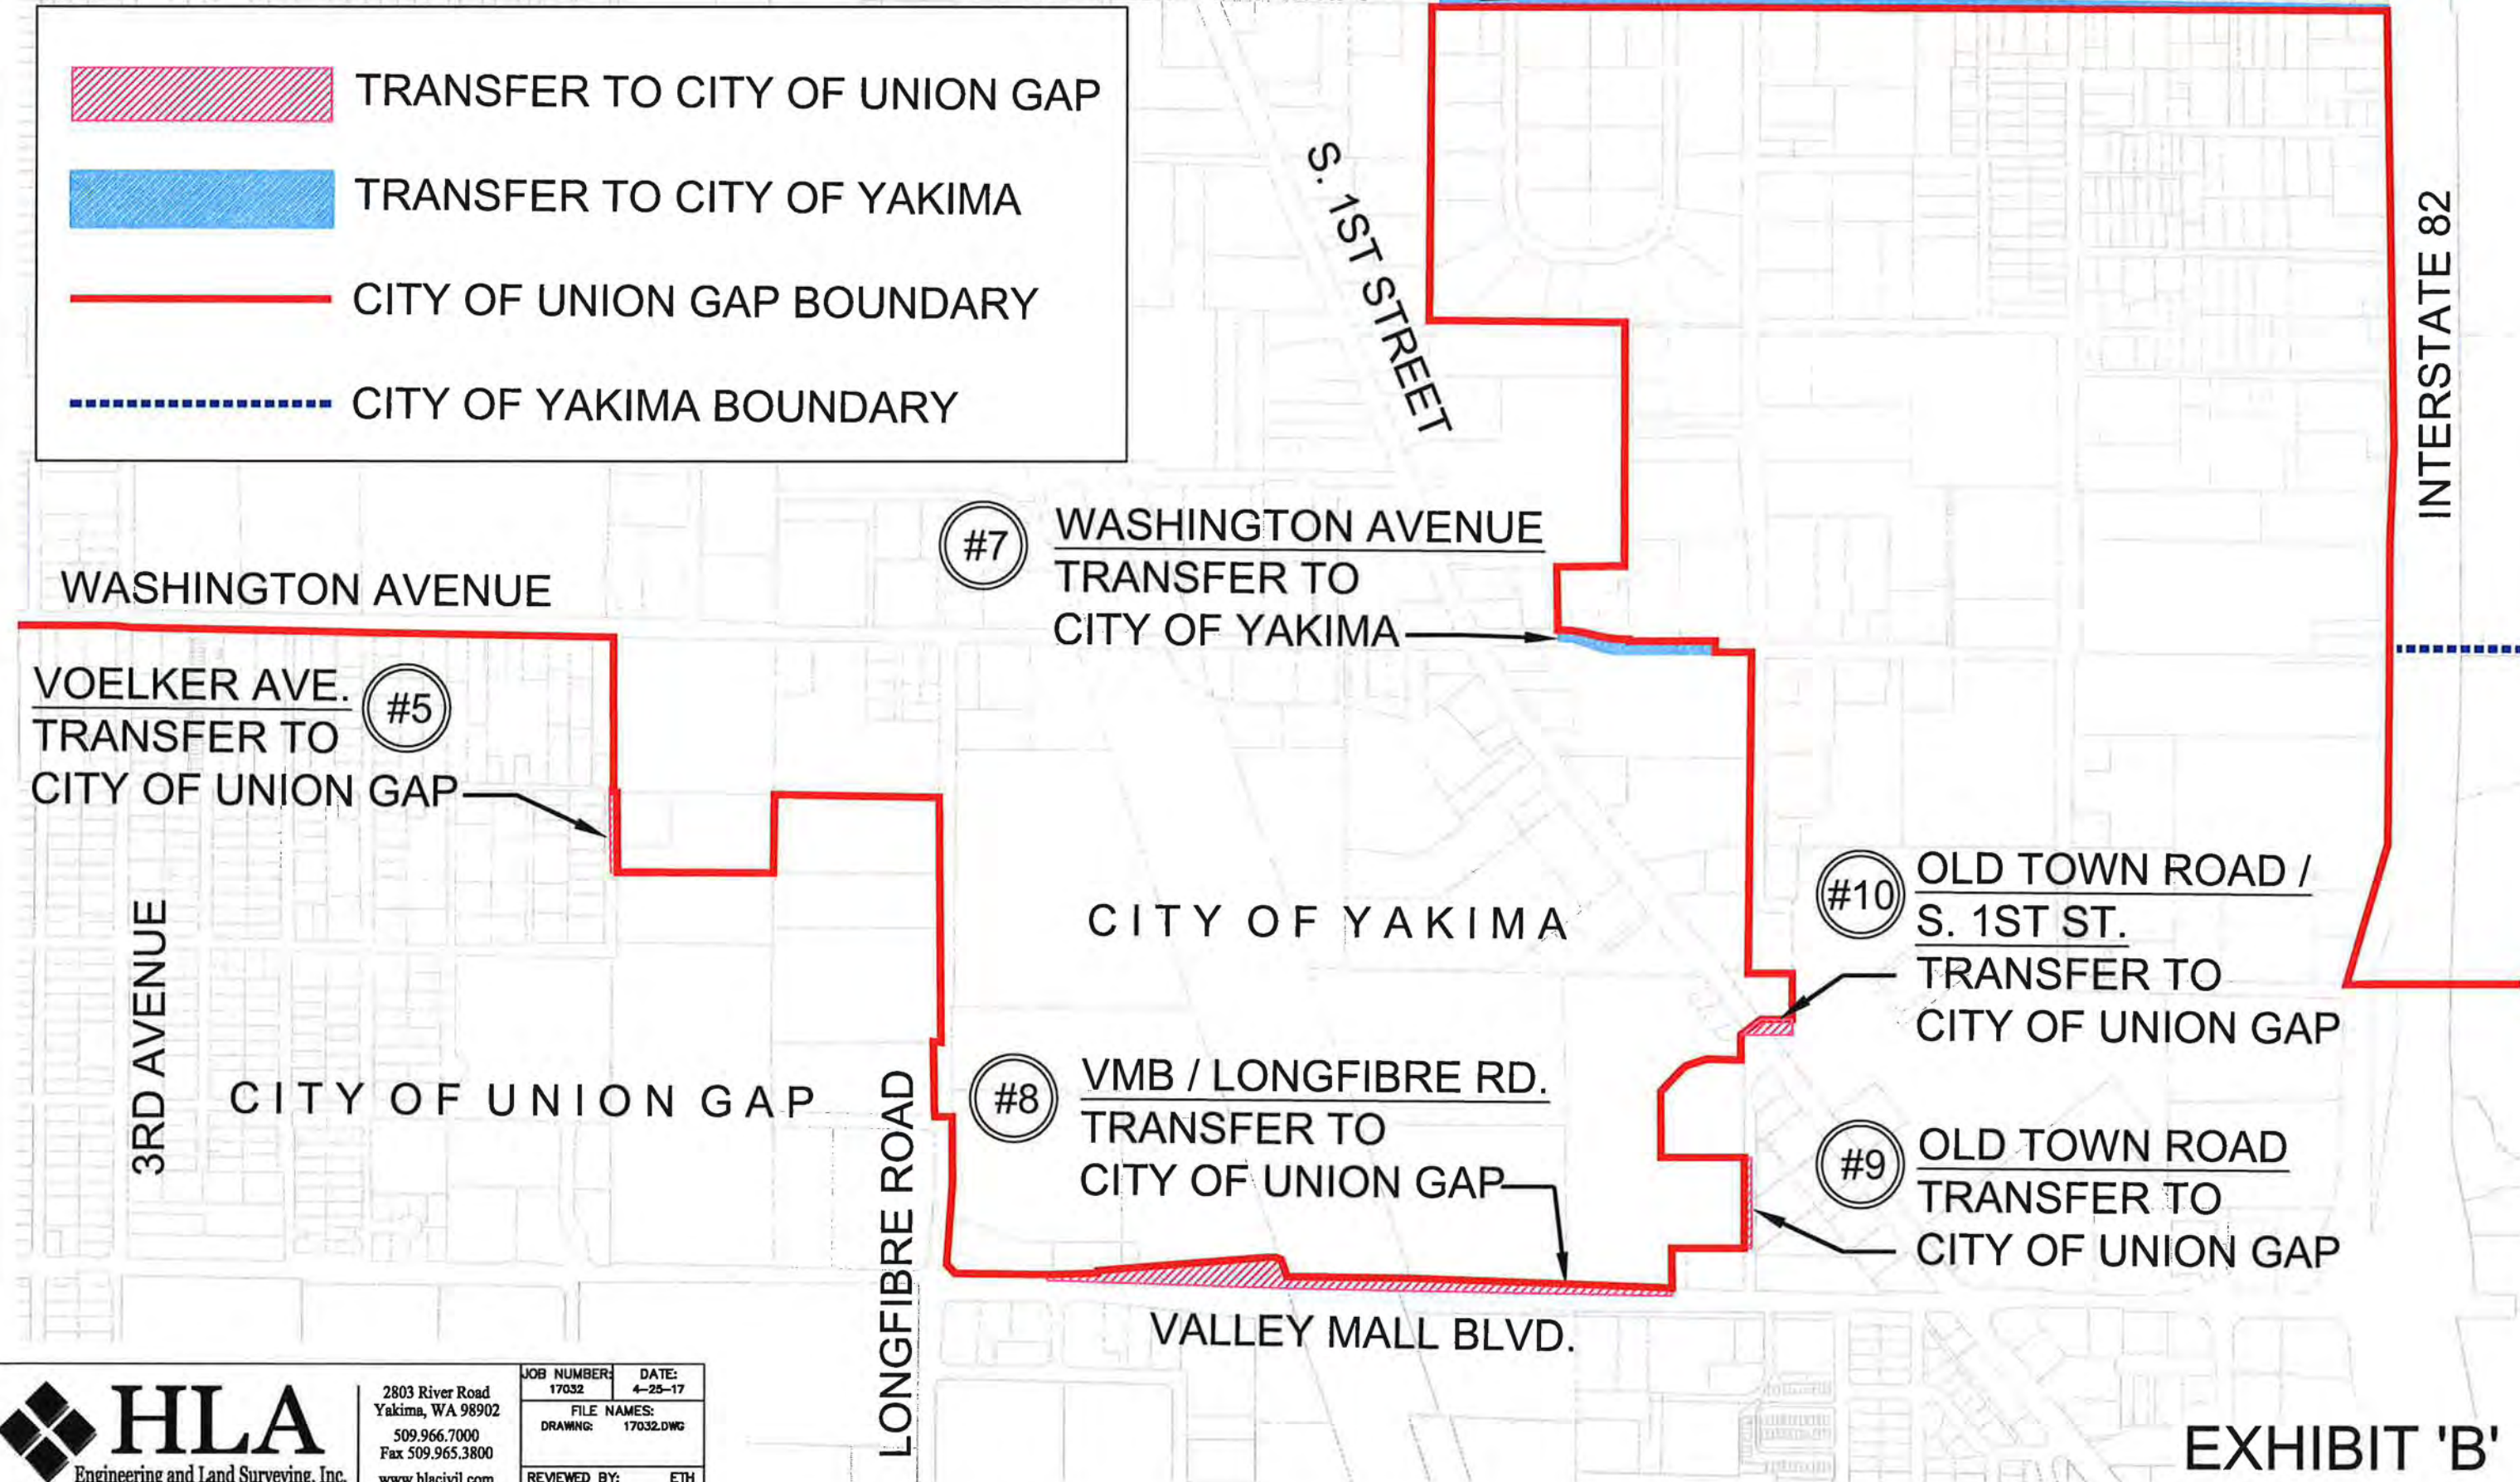 TRANSFER TO CITY OF UNION GAP
TRANSFER TO CITY OF YAKIMA
CITY OF UNION GAP BOUNDARY
CITY OF YAKIMA BOUNDARY
S. 1ST STREET
INTERSTATE 82
#7
WASHINGTON AVENUE
TRANSFER TO
CITY OF YAKIMA
WASHINGTON AVENUE
VOELKER AVE.
#5
TRANSFER TO
CITY OF UNION GAP
3RD AVENUE
CITY OF UNION GAP
CITY OF YAKIMA
#10
OLD TOWN ROAD /
S. 1ST ST.
TRANSFER TO
CITY OF UNION GAP
#8
VMB / LONGFIBRE RD.
TRANSFER TO
CITY OF UNION GAP
#9
OLD TOWN ROAD
TRANSFER TO
CITY OF UNION GAP
LONGFIBRE ROAD
VALLEY MALL BLVD.
HLA
Engineering and Land Surveying, Inc.
2803 River Road
Yakima, WA 98902
509.966.7000
Fax 509.965.3800
www.hlacivil.com
JOB NUMBER: DATE:
17032 4-25-17
FILE NAMES:
DRAWING: 17032.DWG
REVIEWED BY: ETH
EXHIBIT 'B'